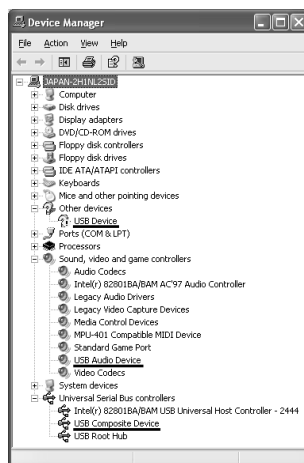 Device Manager
File Action View Help
JAPAN-2H1NL2SID
Computer
Disk drives
Display adapters
DVD/CD-ROM drives
Floppy disk controllers
Floppy disk drives
IDE ATA/ATAPI controllers
Keyboards
Mice and other pointing devices
Other devices
USB Device
Ports (COM & LPT)
Processors
Sound, video and game controllers
Audio Codecs
Intel(r) 82801BA/BAM AC'97 Audio Controller
Legacy Audio Drivers
Legacy Video Capture Devices
Media Control Devices
MPU-401 Compatible MIDI Device
Standard Game Port
USB Audio Device
Video Codecs
System devices
Universal Serial Bus controllers
Intel(r) 82801BA/BAM USB Universal Host Controller - 2444
USB Composite Device
USB Root Hub